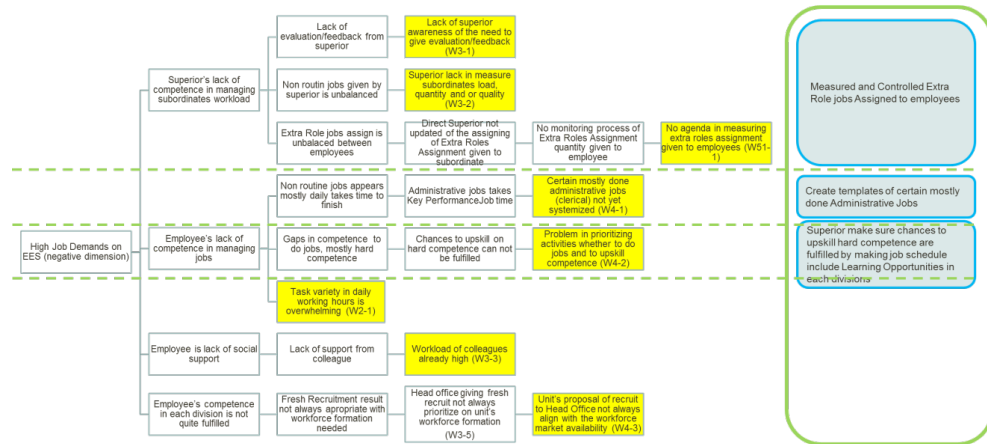 Lack of
evaluation/feedback from
superior
Lack of superior
awareness of the need to
give evaluation/feedback
(W3-1)
Superior's lack of
competence in managing
subordinates workload
Non routin jobs given by
superior is unbalanced
Superior lack in measure
subordinates load,
quantity and or quality
(W3-2)
Extra Role jobs assign is
unbalaced between
employees
Direct Superior not
updated of the assigning
of Extra Roles
Assignment given to
subordinate
No monitoring process of
Extra Roles Assignment
quantity given to
employee
No agenda in measuring
extra roles assignment
given to employees (W51-
1)
Measured and Controlled Extra
Role jobs Assigned to employees
Non routine jobs appears
mostly daily takes time to
finish
Administrative jobs takes
Key PerformanceJob time
Certain mostly done
administrative jobs
(clerical) not yet
systemized (W4-1)
Create templates of certain mostly
done Administrative Jobs
High Job Demands on
EES (negative dimension)
Employee's lack of
competence in managing
jobs
Gaps in competence to
do jobs, mostly hard
competence
Chances to upskill on
hard competence can not
be fulfilled
Problem in prioritizing
activities whether to do
jobs and to upskill
competence (W4-2)
Superior make sure chances to
upskill hard competence are
fulfilled by making job schedule
include Learning Opportunities in
each divisions
Task variety in daily
working hours is
overwhelming (W2-1)
Employee is lack of social
support
Lack of support from
colleague
Workload of colleagues
already high (W3-3)
Employee's competence
in each division is not
quite fulfilled
Fresh Recruitment result
not always apropriate with
workforce formation
needed
Head office giving fresh
recruit not always
prioritize on unit's
workforce formation
(W3-5)
Unit's proposal of recruit
to Head Office not always
align with the workforce
market availability (W4-3)